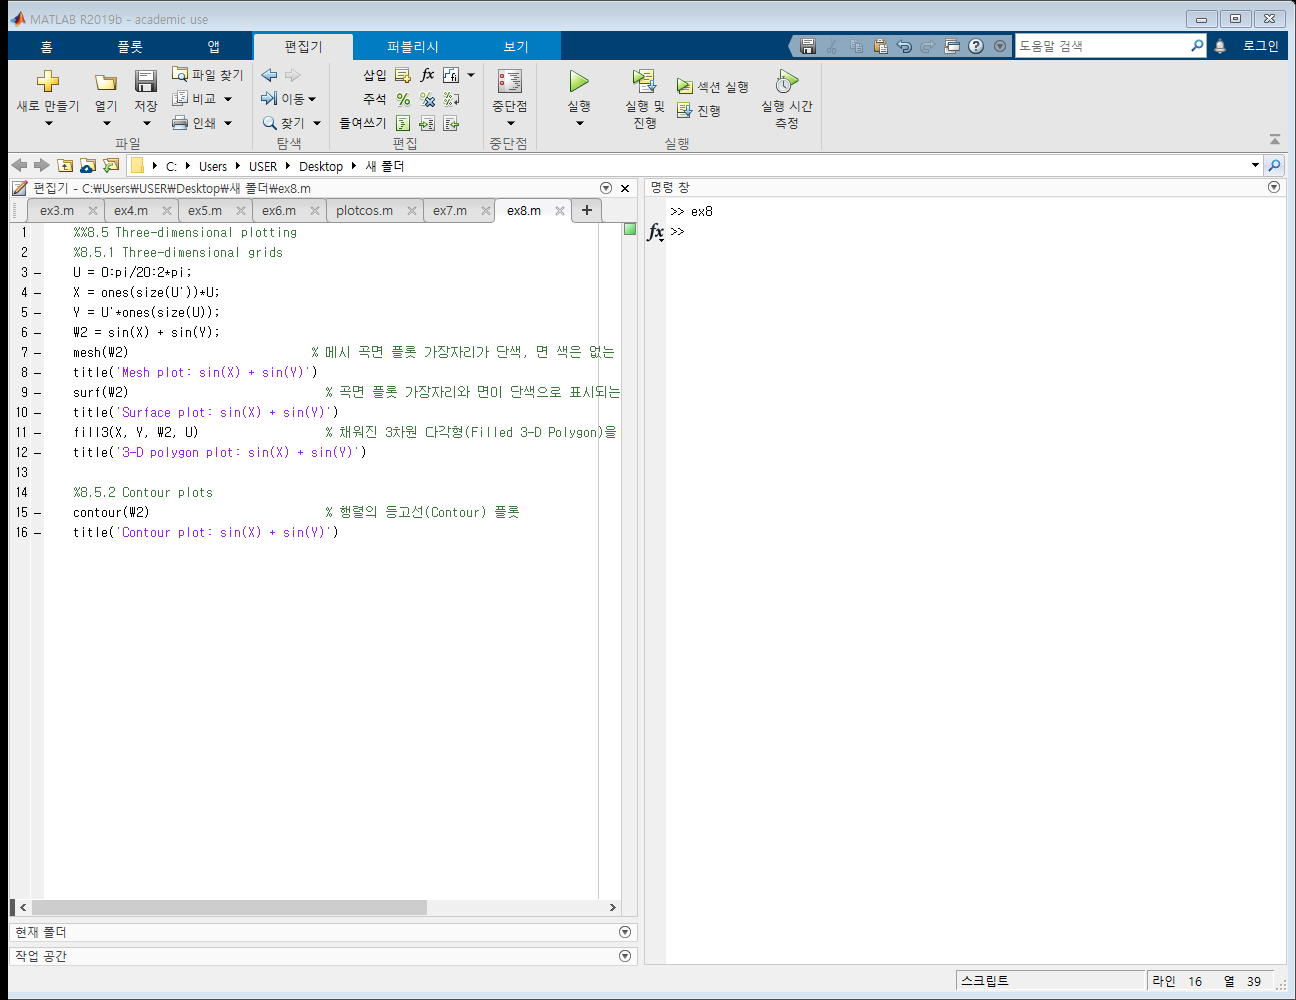 MATLAB R2019b - academic use
홈 플롯 앱 편집기 퍼블리시 보기 도움말 검색 로그인
새로 만들기 열기 저장 파일 찾기 비교 인쇄 이동 찾기 삽입 fx 주석 들여쓰기 중단점 실행 실행 및 진행 섹션 실행 진행 실행 시간 측정
파일 탐색 편집 중단점 실행
C: Users USER Desktop 새 폴더
편집기 - C:₩Users₩USER₩Desktop₩새 폴더₩ex8.m
ex3.m ex4.m ex5.m ex6.m plotcos.m ex7.m ex8.m +
1 %%8.5 Three-dimensional plotting
2 %8.5.1 Three-dimensional grids
3 – U = 0:pi/20:2*pi;
4 – X = ones(size(U'))*U;
5 – Y = U'*ones(size(U));
6 – W2 = sin(X) + sin(Y);
7 – mesh(W2) % 메시 곡면 플롯 가장자리가 단색, 면 색은 없는
8 – title('Mesh plot: sin(X) + sin(Y)')
9 – surf(W2) % 곡면 플롯 가장자리와 면이 단색으로 표시되는
10 – title('Surface plot: sin(X) + sin(Y)')
11 – fill3(X, Y, W2, U) % 채워진 3차원 다각형(Filled 3-D Polygon)을
12 – title('3-D polygon plot: sin(X) + sin(Y)')
13
14 %8.5.2 Contour plots
15 – contour(W2) % 행렬의 등고선(Contour) 플롯
16 – title('Contour plot: sin(X) + sin(Y)')
현재 폴더
작업 공간
명령 창
>> ex8
fx >>
스크립트 라인 16 열 39